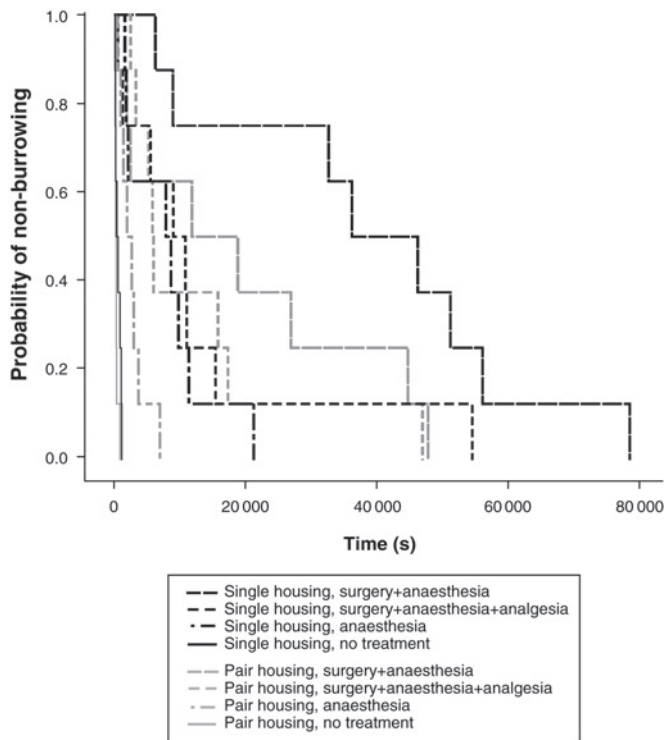 1.0
0.8
0.6
0.4
0.2
0.0
Probability of non-burrowing
0 20 000 40 000 60 000 80 000
Time (s)
Single housing, surgery+anaesthesia
Single housing, surgery+anaesthesia+analgesia
Single housing, anaesthesia
Single housing, no treatment
Pair housing, surgery+anaesthesia
Pair housing, surgery+anaesthesia+analgesia
Pair housing, anaesthesia
Pair housing, no treatment